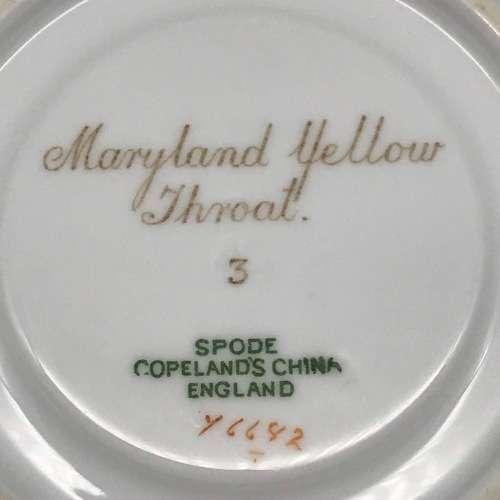 Maryland Yellow
Throat.
3
SPODE
COPELAND'S CHINA
ENGLAND
Y6642